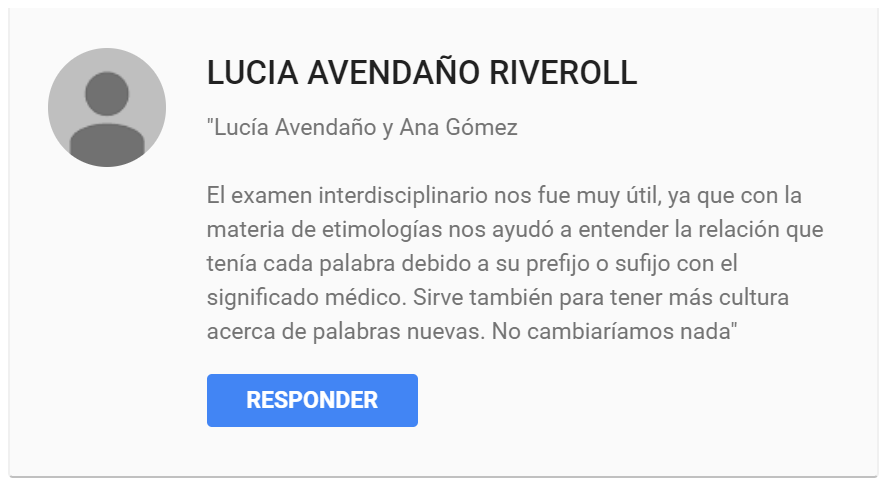 LUCIA AVENDAÑO RIVEROLL
"Lucía Avendaño y Ana Gómez
El examen interdisciplinario nos fue muy útil, ya que con la
materia de etimologías nos ayudó a entender la relación que
tenía cada palabra debido a su prefijo o sufijo con el
significado médico. Sirve también para tener más cultura
acerca de palabras nuevas. No cambiaríamos nada"
RESPONDER